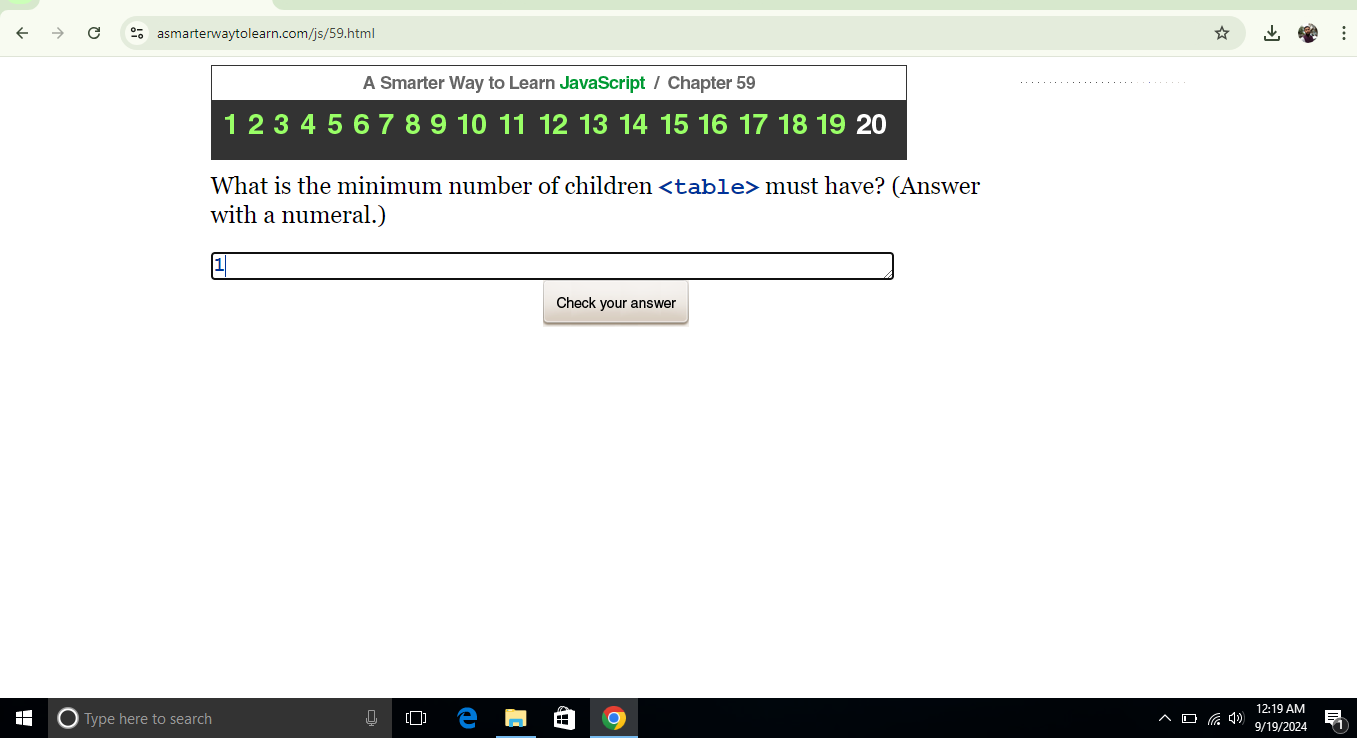 asmarterwaytolearn.com/js/59.html
A Smarter Way to Learn JavaScript / Chapter 59
1 2 3 4 5 6 7 8 9 10 11 12 13 14 15 16 17 18 19 20
What is the minimum number of children <table> must have? (Answer
with a numeral.)
1
Check your answer
Type here to search
12:19 AM
9/19/2024
1